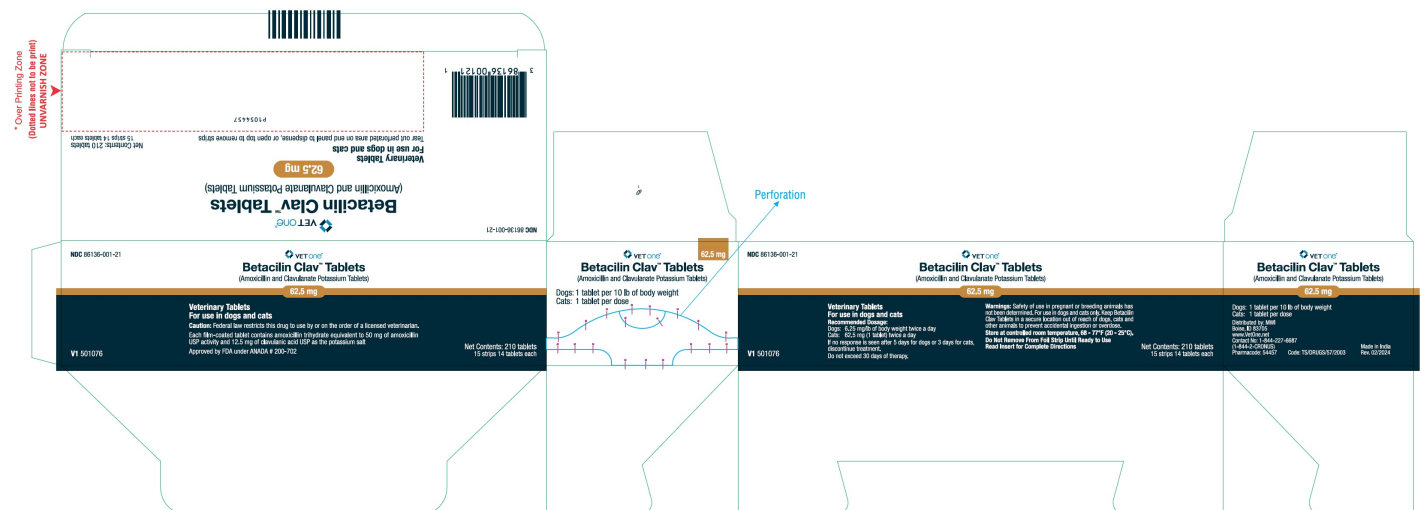 * Over Printing Zone
(Dotted lines not to be print)
UNVARNISH ZONE
3 86136 00121 1
P1054457
Net Contents: 210 tablets
15 strips 14 tablets each
Tear out perforated area on end panel to dispense, or open top to remove strips
For use in dogs and cats
Veterinary Tablets
62.5 mg
(Amoxicillin and Clavulanate Potassium Tablets)
Betacilin Clav™ Tablets
VETone®
NDC 86136-001-21
Perforation
NDC 86136-001-21
VETone®
Betacilin Clav™ Tablets
(Amoxicillin and Clavulanate Potassium Tablets)
62.5 mg
Veterinary Tablets
For use in dogs and cats
Caution: Federal law restricts this drug to use by or on the order of a licensed veterinarian.
Each film-coated tablet contains amoxicillin trihydrate equivalent to 50 mg of amoxicillin
USP activity and 12.5 mg of clavulanic acid USP as the potassium salt
Approved by FDA under ANADA # 200-702
V1 501076
Net Contents: 210 tablets
15 strips 14 tablets each
62.5 mg
VETone®
Betacilin Clav™ Tablets
(Amoxicillin and Clavulanate Potassium Tablets)
Dogs: 1 tablet per 10 lb of body weight
Cats: 1 tablet per dose
NDC 86136-001-21
VETone®
Betacilin Clav™ Tablets
(Amoxicillin and Clavulanate Potassium Tablets)
62.5 mg
Veterinary Tablets
For use in dogs and cats
Recommended Dosage:
Dogs: 6.25 mg/lb of body weight twice a day
Cats: 62.5 mg (1 tablet) twice a day
If no response is seen after 5 days for dogs or 3 days for cats,
discontinue treatment.
Do not exceed 30 days of therapy.
Warnings: Safety of use in pregnant or breeding animals has
not been determined. For use in dogs and cats only. Keep Betacilin
Clav Tablets in a secure location out of reach of dogs, cats and
other animals to prevent accidental ingestion or overdose.
Store at controlled room temperature, 68 - 77°F (20 - 25°C),
Do Not Remove From Foil Strip Until Ready to Use
Read Insert for Complete Directions
V1 501076
Net Contents: 210 tablets
15 strips 14 tablets each
VETone®
Betacilin Clav™ Tablets
(Amoxicillin and Clavulanate Potassium Tablets)
62.5 mg
Dogs: 1 tablet per 10 lb of body weight
Cats: 1 tablet per dose
Distributed by: MWI
Boise, ID 83705
www.VetOne.net
Contact No: 1-844-227-6687
(1-844-2-CRONUS)
Pharmacode: 54457 Code: TS/DRUGS/57/2003
Made in India
Rev. 02/2024